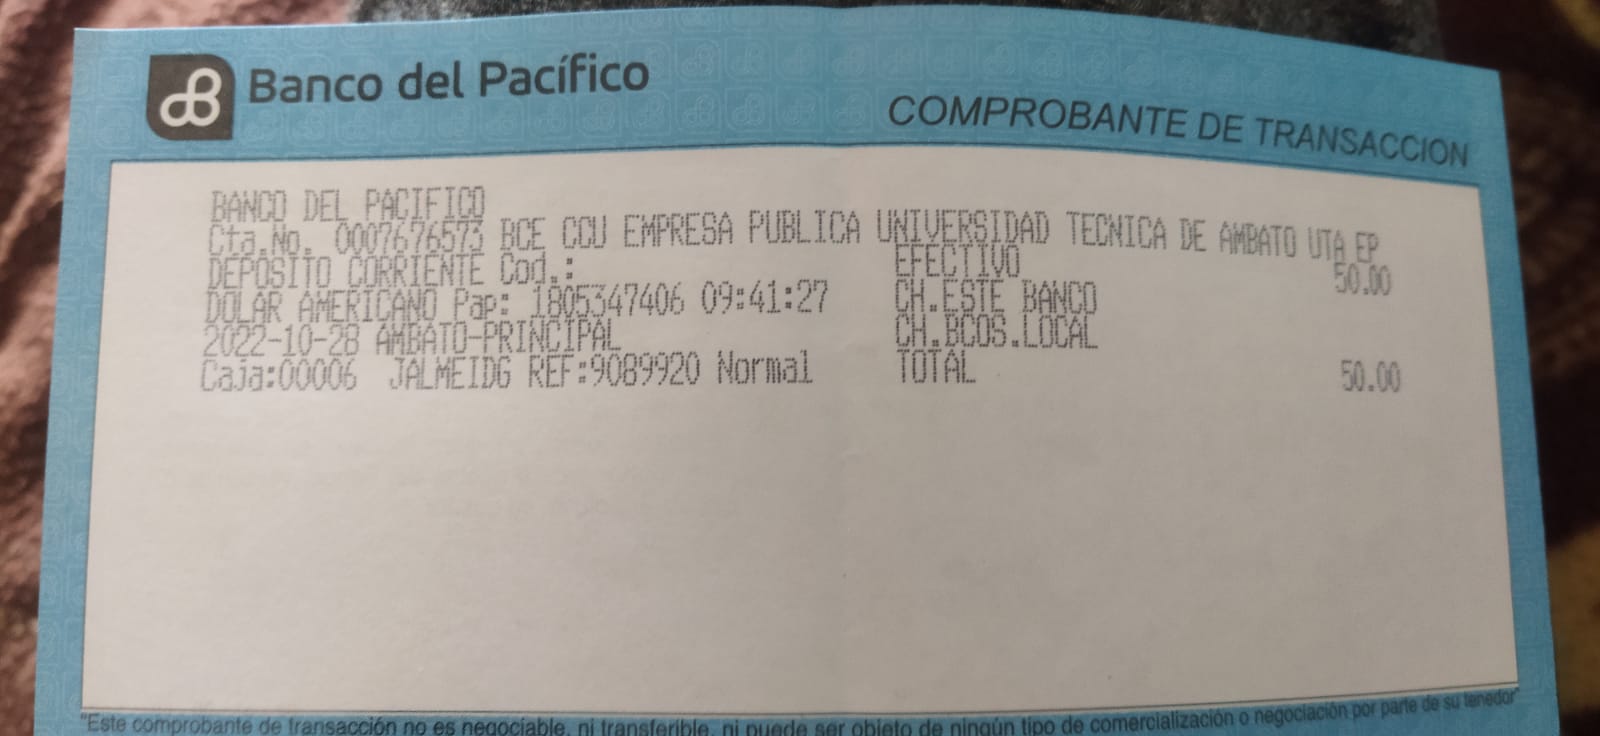 Banco del Pacífico
COMPROBANTE DE TRANSACCION
BANCO DEL PACIFICO
Cta.No. 0007676573 BCE CCU EMPRESA PUBLICA UNIVERSIDAD TECNICA DE AMBATO UTA EP
DEPOSITO CORRIENTE Cod.: EFECTIVO 50.00
DOLAR AMERICANO Pap: 1805347406 09:41:27 CH.ESTE BANCO
2022-10-28 AMBATO-PRINCIPAL CH.BCOS.LOCAL
Caja:00006 JALMEIDG REF:9089920 Normal TOTAL 50.00
"Este comprobante de transacción no es negociable, ni transferible, ni puede ser objeto de ningún tipo de comercialización o negociación por parte de su tenedor"